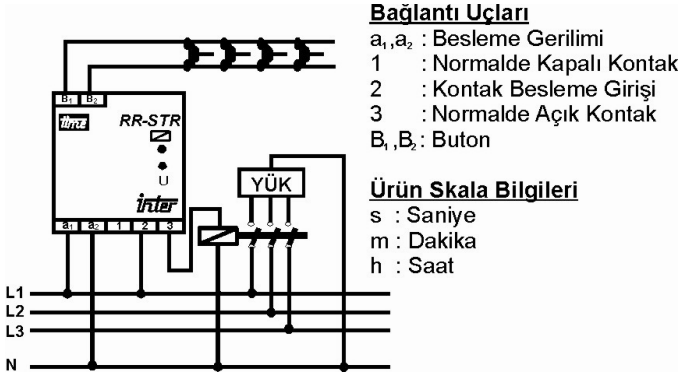 Bağlantı Uçları
a₁,a₂ : Besleme Gerilimi
1 : Normalde Kapalı Kontak
2 : Kontak Besleme Girişi
3 : Normalde Açık Kontak
B₁,B₂ : Buton
Ürün Skala Bilgileri
s : Saniye
m : Dakika
h : Saat
B₁ B₂
RR-STR
U
inter
a₁ a₂ 1 2 3
YÜK
L1
L2
L3
N